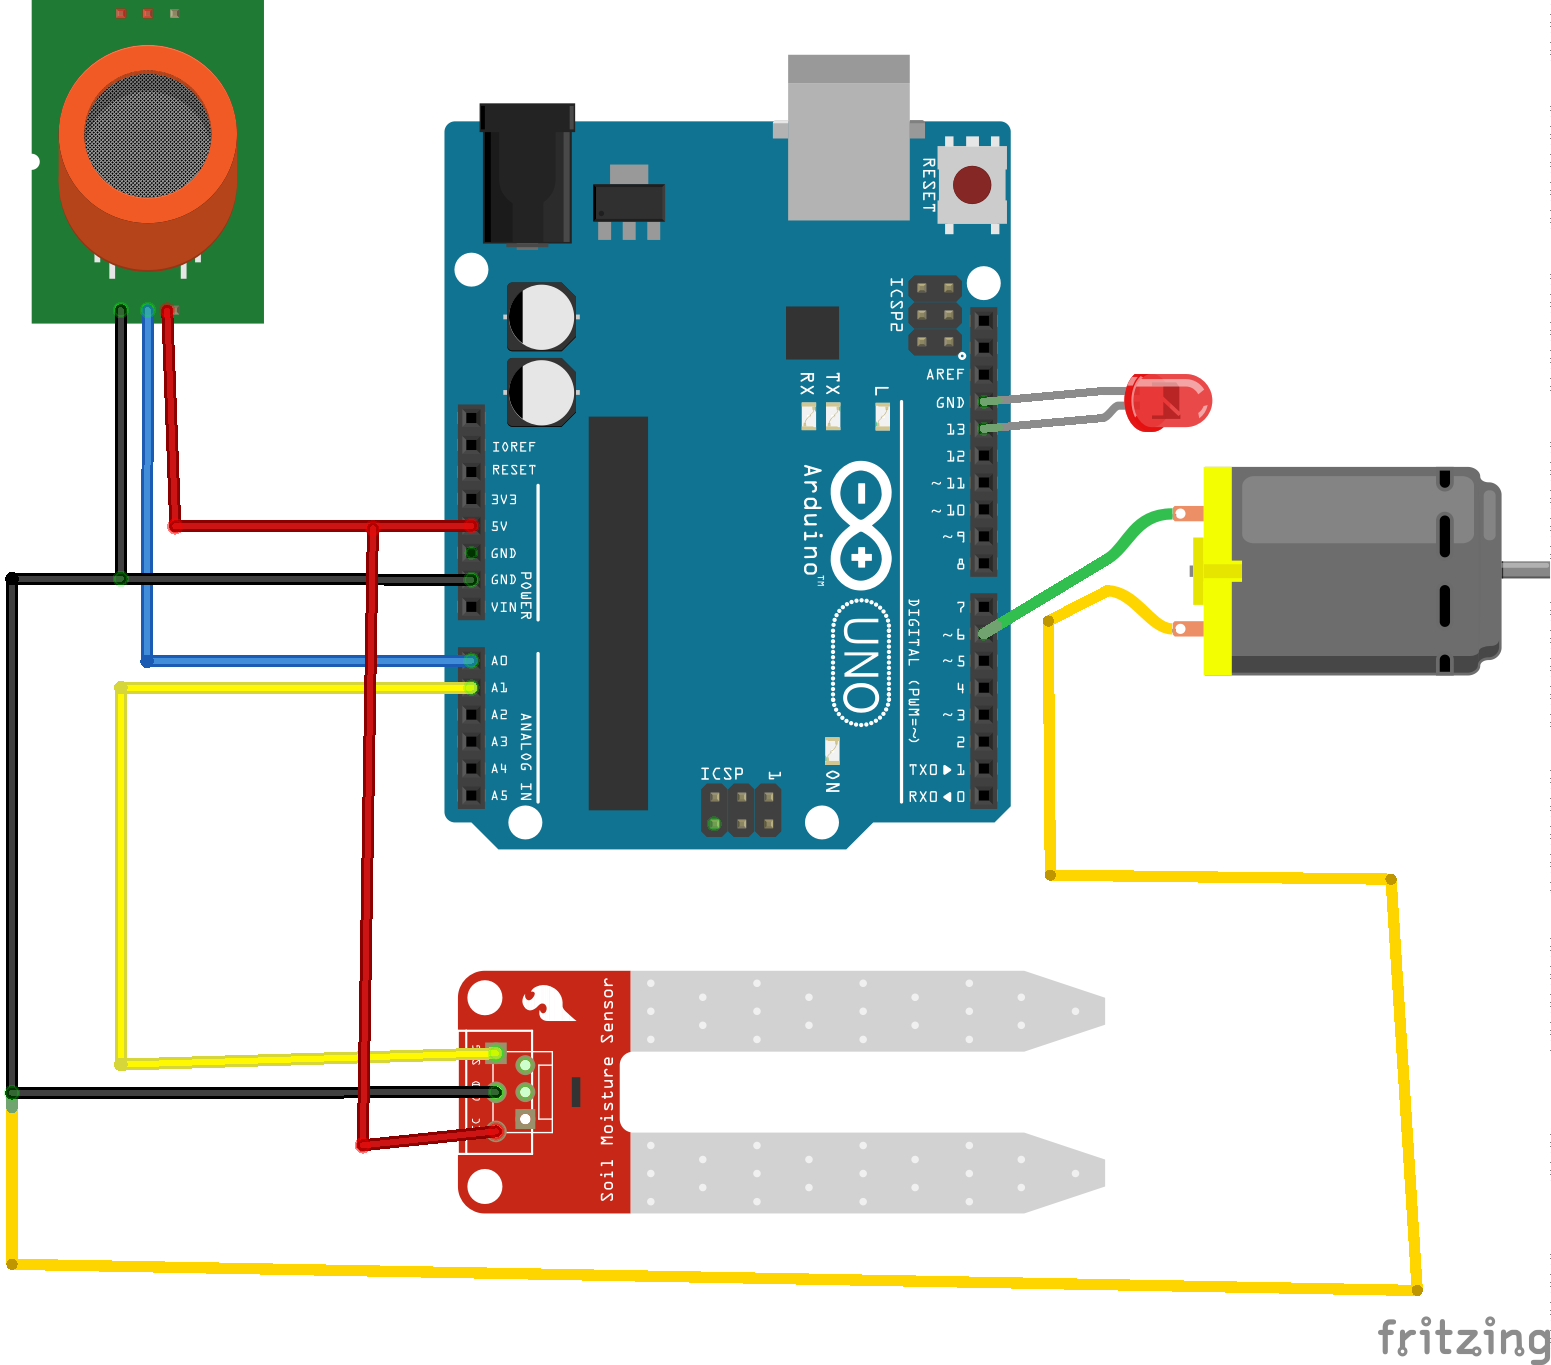 RESET
ICSP2
IOREF
RESET
3V3
5V
GND
GND
VIN
POWER
A0
A1
A2
A3
A4
A5
ANALOG IN
RX
TX
L
Arduino™
UNO
ON
ICSP
1
AREF
GND
13
12
~11
~10
~9
8
7
~6
~5
4
~3
2
TX0▶1
RX0◀0
DIGITAL (PWM=~)
Soil Moisture Sensor
fritzing